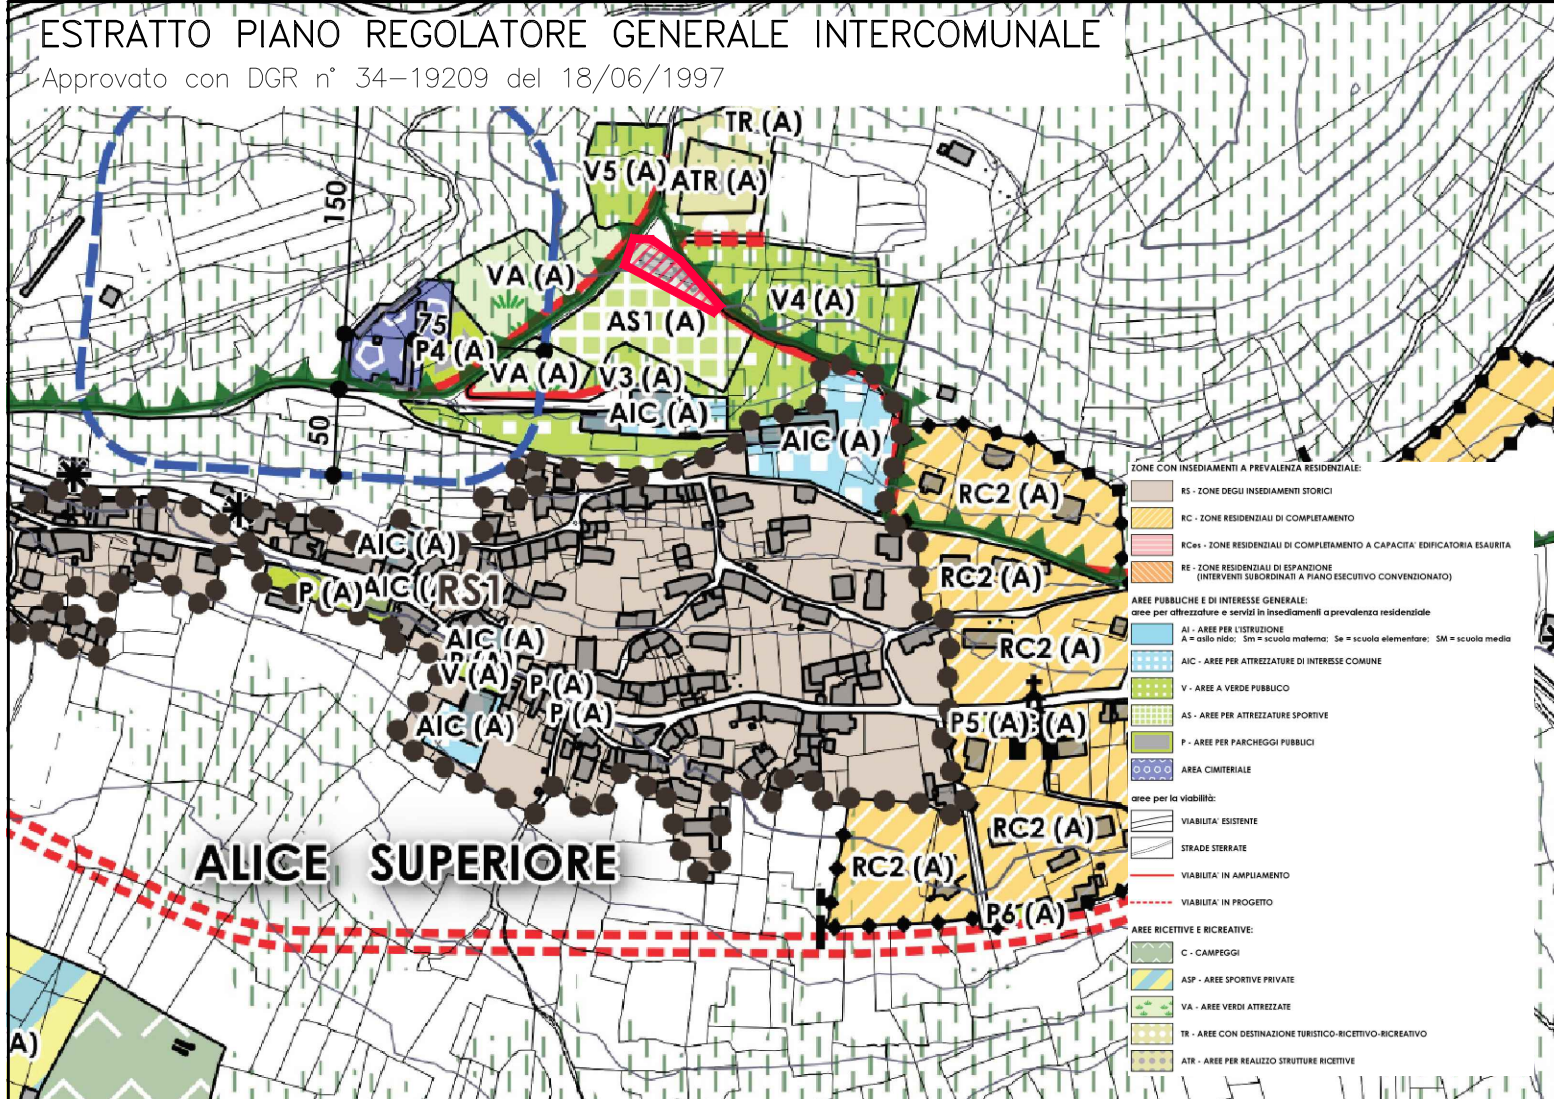 ESTRATTO PIANO REGOLATORE GENERALE INTERCOMUNALE
Approvato con DGR n° 34-19209 del 18/06/1997
TR (A)
V5 (A)
ATR (A)
150
VA (A)
V4 (A)
75
AS1 (A)
P4 (A)
VA (A)
V3 (A)
AIC (A)
50
AIC (A)
RC2 (A)
AIC (A)
RC2 (A)
P (A)
AIC (
RS1
AIC (A)
RC2 (A)
V (A)
P (A)
P (A)
AIC (A)
P5 (A)
(A)
RC2 (A)
ALICE SUPERIORE
RC2 (A)
P6 (A)
A)
ZONE CON INSEDIAMENTI A PREVALENZA RESIDENZIALE:
RS - ZONE DEGLI INSEDIAMENTI STORICI
RC - ZONE RESIDENZIALI DI COMPLETAMENTO
RCes - ZONE RESIDENZIALI DI COMPLETAMENTO A CAPACITA' EDIFICATORIA ESAURITA
RE - ZONE RESIDENZIALI DI ESPANZIONE
(INTERVENTI SUBORDINATI A PIANO ESECUTIVO CONVENZIONATO)
AREE PUBBLICHE E DI INTERESSE GENERALE:
aree per attrezzature e servizi in insediamenti a prevalenza residenziale
AI - AREE PER L'ISTRUZIONE
A = asilo nido; Sm = scuola materna; Se = scuola elementare; SM = scuola media
AIC - AREE PER ATTREZZATURE DI INTERESSE COMUNE
V - AREE A VERDE PUBBLICO
AS - AREE PER ATTREZZATURE SPORTIVE
P - AREE PER PARCHEGGI PUBBLICI
AREA CIMITERIALE
aree per la viabilità:
VIABILITA' ESISTENTE
STRADE STERRATE
VIABILITA' IN AMPLIAMENTO
VIABILITA' IN PROGETTO
AREE RICETTIVE E RICREATIVE:
C - CAMPEGGI
ASP - AREE SPORTIVE PRIVATE
VA - AREE VERDI ATTREZZATE
TR - AREE CON DESTINAZIONE TURISTICO-RICETTIVO-RICREATIVO
ATR - AREE PER REALIZZO STRUTTURE RICETTIVE